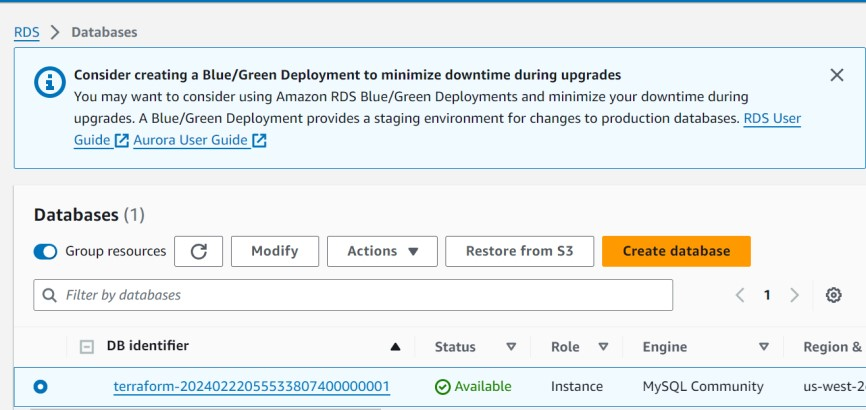 RDS > Databases
Consider creating a Blue/Green Deployment to minimize downtime during upgrades
You may want to consider using Amazon RDS Blue/Green Deployments and minimize your downtime during
upgrades. A Blue/Green Deployment provides a staging environment for changes to production databases. RDS User
Guide Aurora User Guide
Databases (1)
Group resources Modify Actions Restore from S3 Create database
Filter by databases 1
DB identifier Status Role Engine Region &
terraform-20240222055533807400000001 Available Instance MySQL Community us-west-2